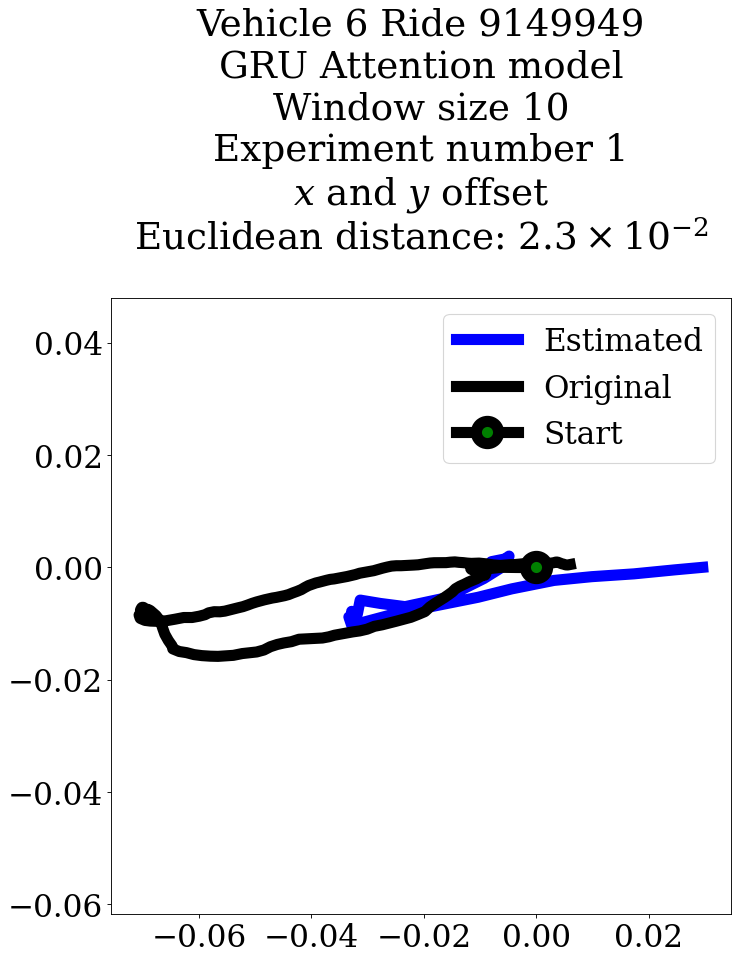 Vehicle 6 Ride 9149949
GRU Attention model
Window size 10
Experiment number 1
x and y offset
Euclidean distance: 2.3 × 10⁻²
Estimated
Original
Start
0.04
0.02
0.00
−0.02
−0.04
−0.06
−0.06 −0.04 −0.02 0.00 0.02